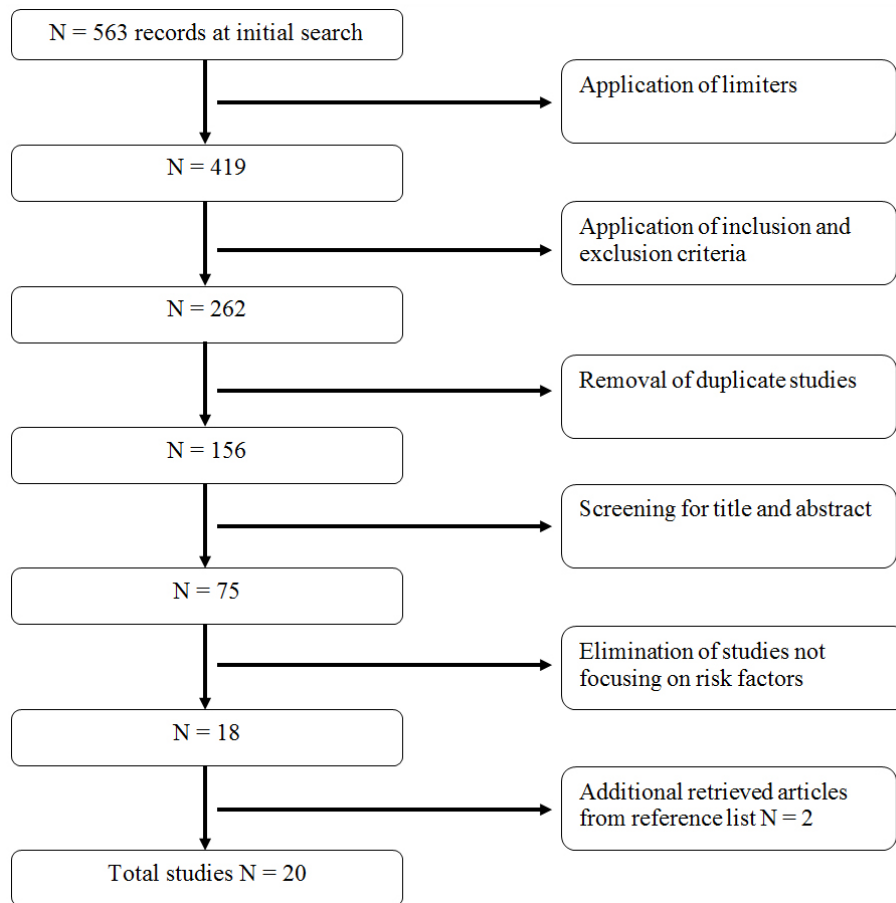 N = 563 records at initial search
Application of limiters
N = 419
Application of inclusion and
exclusion criteria
N = 262
Removal of duplicate studies
N = 156
Screening for title and abstract
N = 75
Elimination of studies not
focusing on risk factors
N = 18
Additional retrieved articles
from reference list N = 2
Total studies N = 20